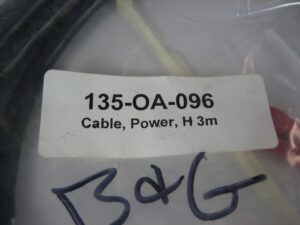 135-OA-096
Cable, Power, H 3m
B&G